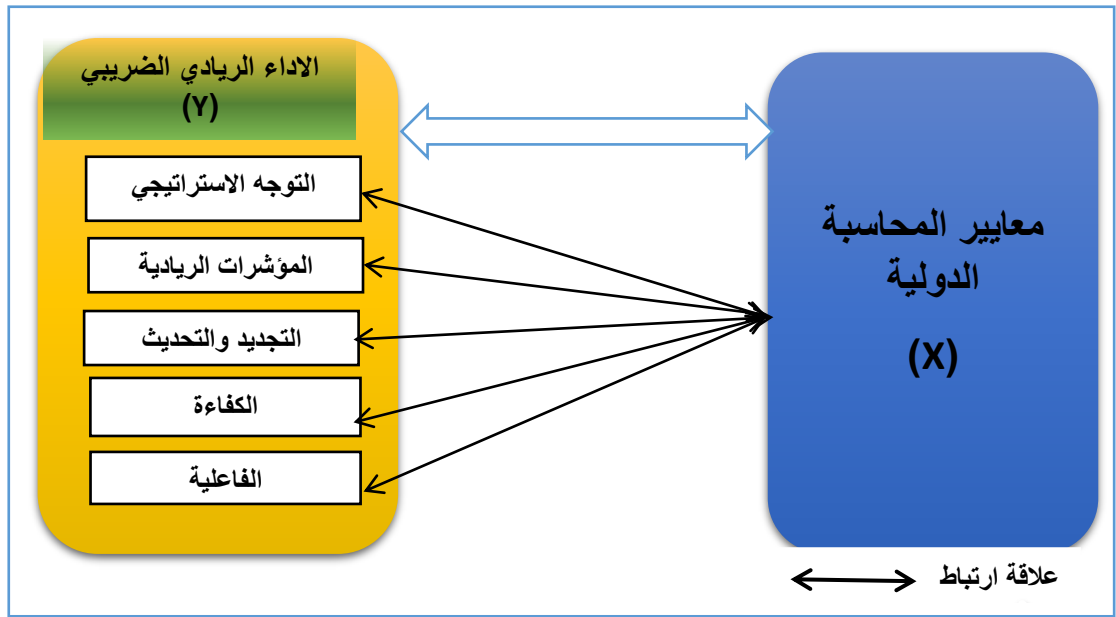 معايير المحاسبة
الدولية
(X)
الاداء الريادي الضريبي
(Y)
التوجه الاستراتيجي
المؤشرات الريادية
التجديد والتحديث
الكفاءة
الفاعلية
علاقة ارتباط